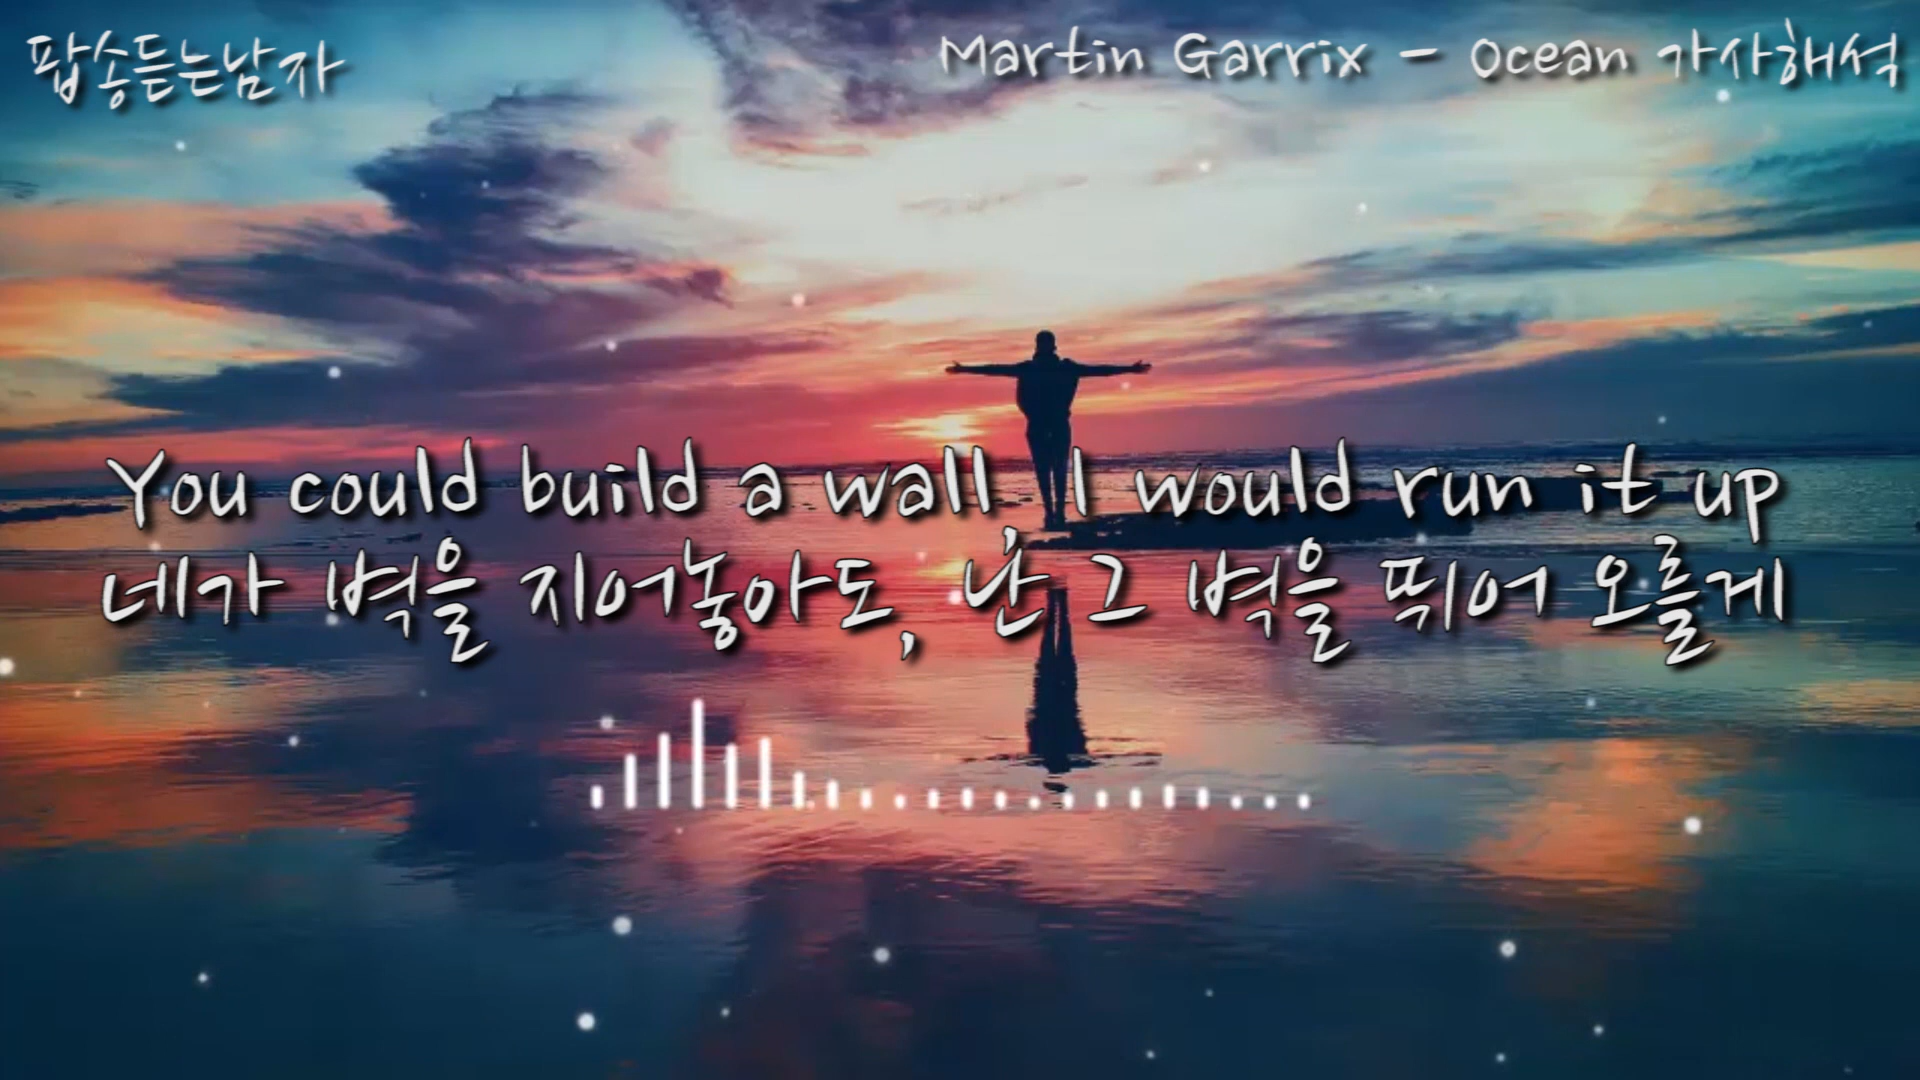 팝송듣는남자
Martin Garrix - Ocean 가사해석
You could build a wall, I would run it up
네가 벽을 지어놓아도, 난 그 벽을 뛰어 오를게